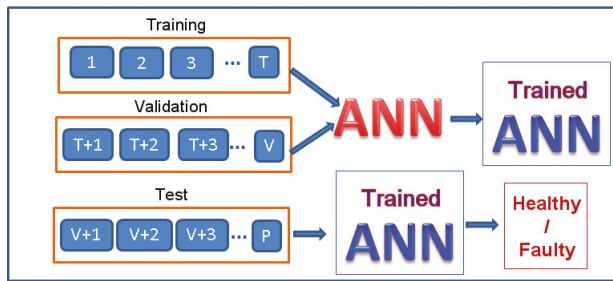 Training
1 2 3 ... T
Validation
T+1 T+2 T+3 ... V
ANN
Trained
ANN
Test
V+1 V+2 V+3 ... P
Trained
ANN
Healthy
/
Faulty